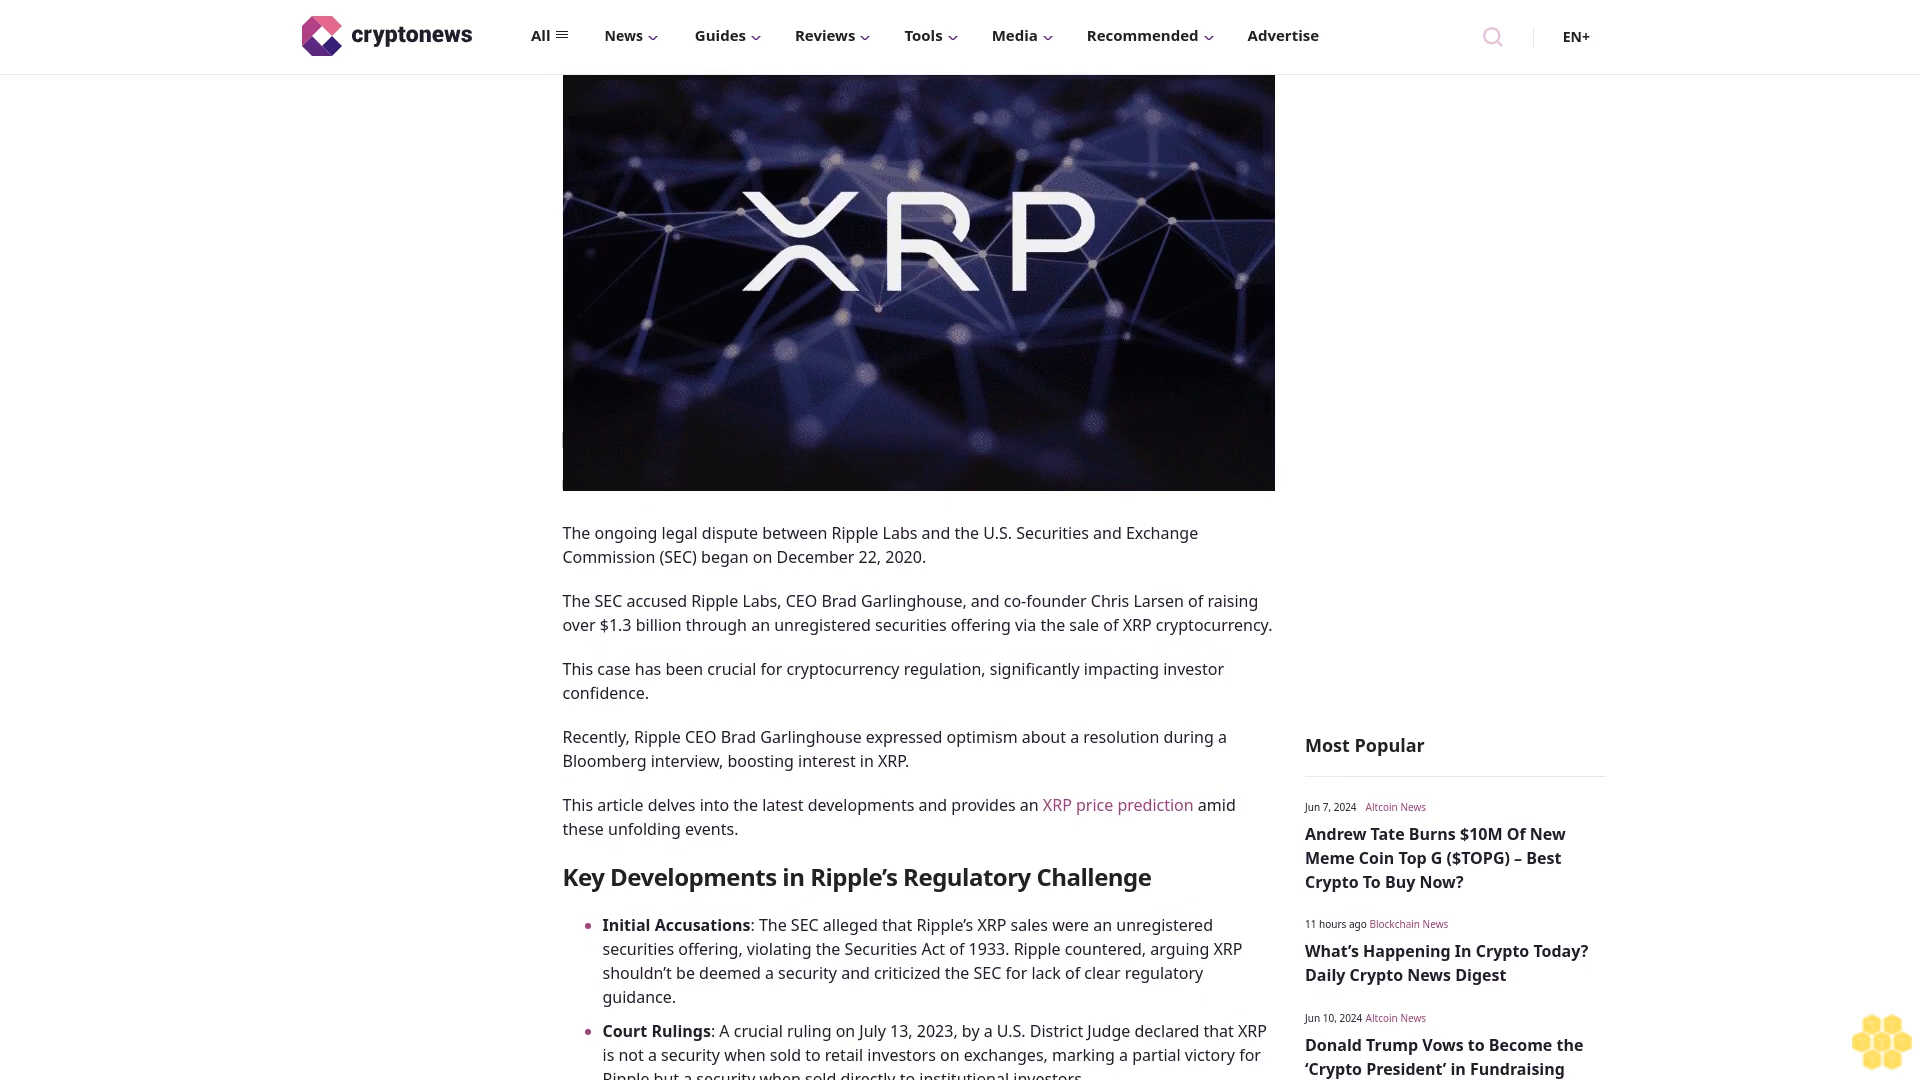 cryptonews
All
News
Guides
Reviews
Tools
Media
Recommended
Advertise
EN+
XRP
The ongoing legal dispute between Ripple Labs and the U.S. Securities and Exchange
Commission (SEC) began on December 22, 2020.
The SEC accused Ripple Labs, CEO Brad Garlinghouse, and co-founder Chris Larsen of raising
over $1.3 billion through an unregistered securities offering via the sale of XRP cryptocurrency.
This case has been crucial for cryptocurrency regulation, significantly impacting investor
confidence.
Recently, Ripple CEO Brad Garlinghouse expressed optimism about a resolution during a
Bloomberg interview, boosting interest in XRP.
This article delves into the latest developments and provides an XRP price prediction amid
these unfolding events.
Key Developments in Ripple’s Regulatory Challenge
Initial Accusations: The SEC alleged that Ripple’s XRP sales were an unregistered
securities offering, violating the Securities Act of 1933. Ripple countered, arguing XRP
shouldn’t be deemed a security and criticized the SEC for lack of clear regulatory
guidance.
Court Rulings: A crucial ruling on July 13, 2023, by a U.S. District Judge declared that XRP
is not a security when sold to retail investors on exchanges, marking a partial victory for
Ripple but a security when sold directly to institutional investors.
Most Popular
Jun 7, 2024 Altcoin News
Andrew Tate Burns $10M Of New
Meme Coin Top G ($TOPG) – Best
Crypto To Buy Now?
11 hours ago Blockchain News
What’s Happening In Crypto Today?
Daily Crypto News Digest
Jun 10, 2024 Altcoin News
Donald Trump Vows to Become the
‘Crypto President’ in Fundraising